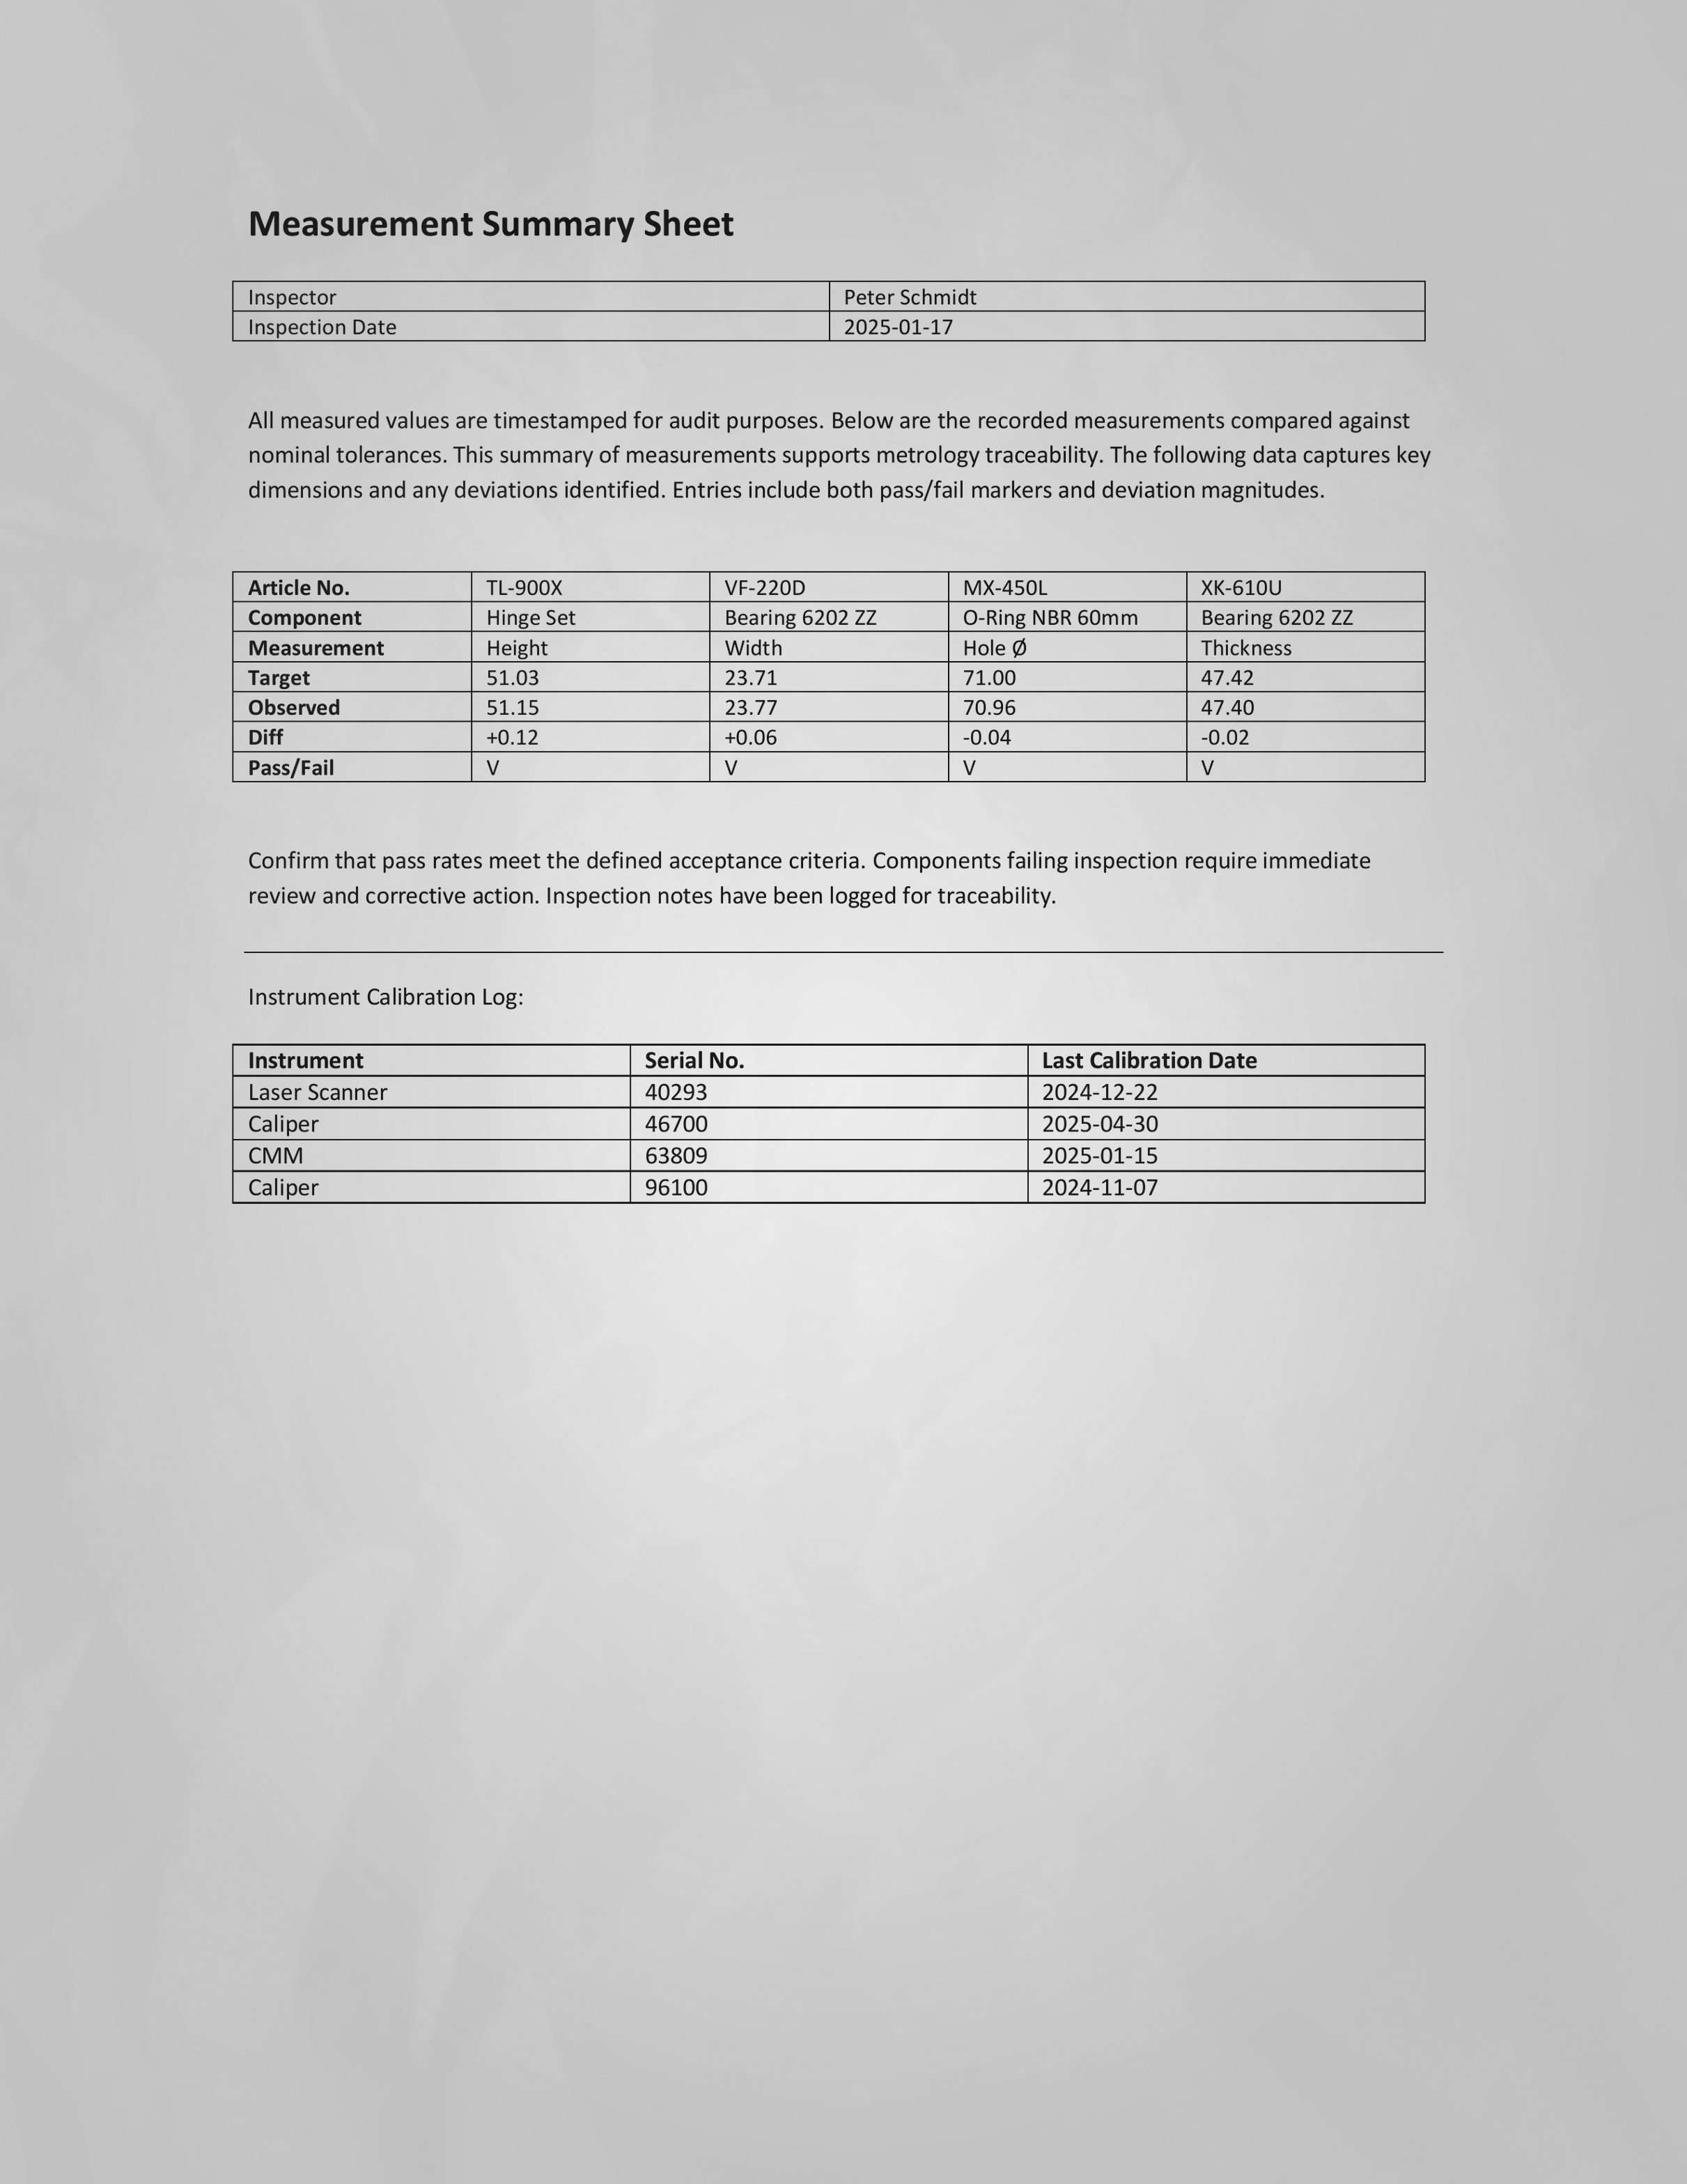 Measurement Summary Sheet
Inspector Peter Schmidt
Inspection Date 2025-01-17
All measured values are timestamped for audit purposes. Below are the recorded measurements compared against
nominal tolerances. This summary of measurements supports metrology traceability. The following data captures key
dimensions and any deviations identified. Entries include both pass/fail markers and deviation magnitudes.
Article No. TL-900X VF-220D MX-450L XK-610U
Component Hinge Set Bearing 6202 ZZ O-Ring NBR 60mm Bearing 6202 ZZ
Measurement Height Width Hole Ø Thickness
Target 51.03 23.71 71.00 47.42
Observed 51.15 23.77 70.96 47.40
Diff +0.12 +0.06 -0.04 -0.02
Pass/Fail V V V V
Confirm that pass rates meet the defined acceptance criteria. Components failing inspection require immediate
review and corrective action. Inspection notes have been logged for traceability.
Instrument Calibration Log:
Instrument Serial No. Last Calibration Date
Laser Scanner 40293 2024-12-22
Caliper 46700 2025-04-30
CMM 63809 2025-01-15
Caliper 96100 2024-11-07